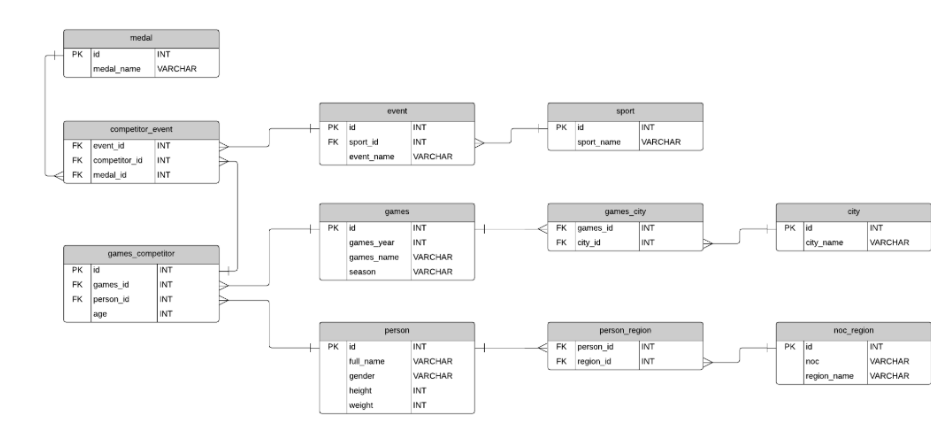 medal
PK id INT
medal_name VARCHAR
competitor_event
FK event_id INT
FK competitor_id INT
FK medal_id INT
games_competitor
PK id INT
FK games_id INT
FK person_id INT
age INT
event
PK id INT
FK sport_id INT
event_name VARCHAR
sport
PK id INT
sport_name VARCHAR
games
PK id INT
games_year INT
games_name VARCHAR
season VARCHAR
games_city
FK games_id INT
FK city_id INT
city
PK id INT
city_name VARCHAR
person
PK id INT
full_name VARCHAR
gender VARCHAR
height INT
weight INT
person_region
FK person_id INT
FK region_id INT
noc_region
PK id INT
noc VARCHAR
region_name VARCHAR